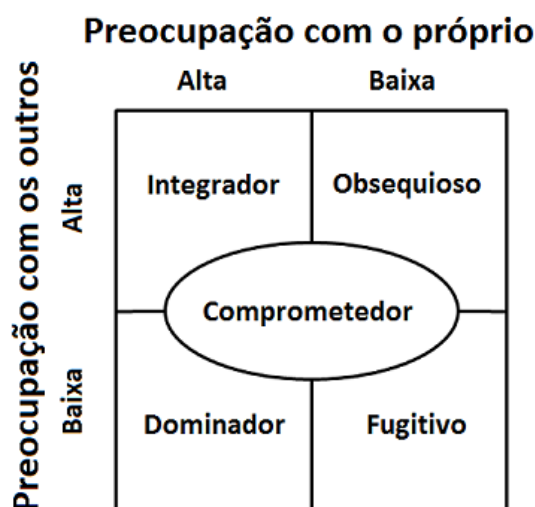 Preocupação com o próprio
Alta Baixa
Preocupação com os outros
Alta
Integrador Obsequioso
Comprometedor
Baixa
Dominador Fugitivo